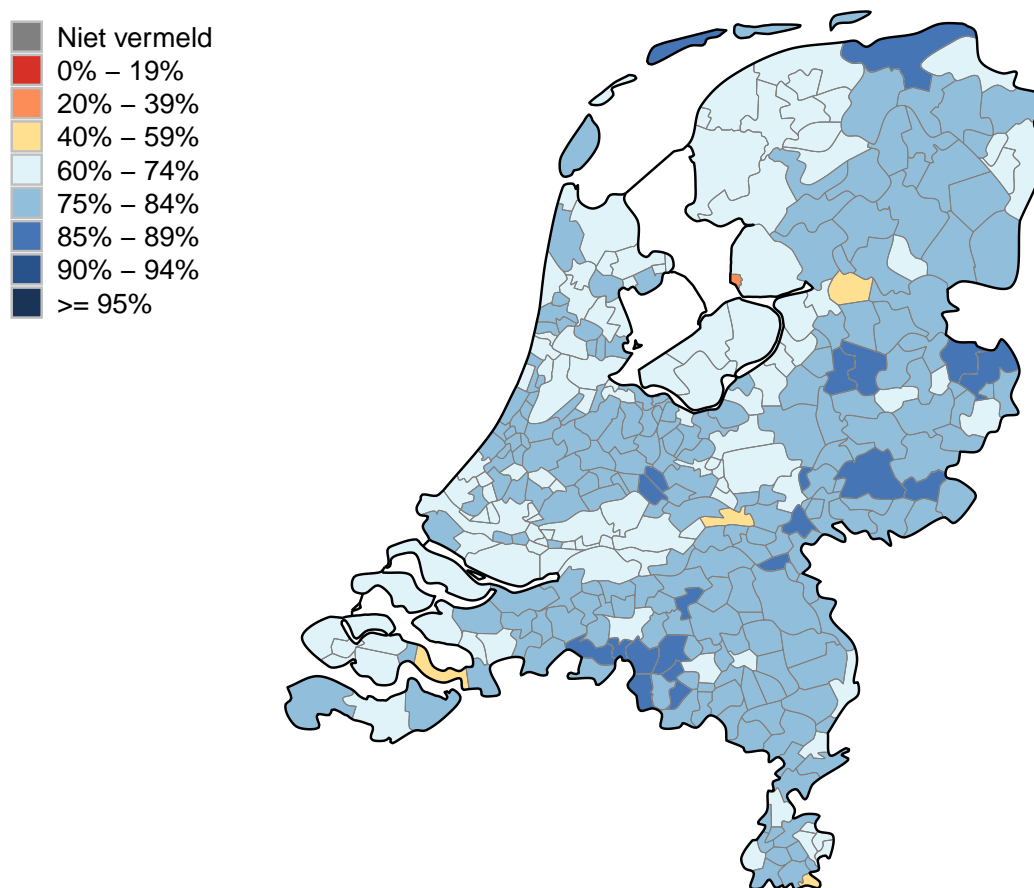 Niet vermeld
0% – 19%
20% – 39%
40% – 59%
60% – 74%
75% – 84%
85% – 89%
90% – 94%
>= 95%